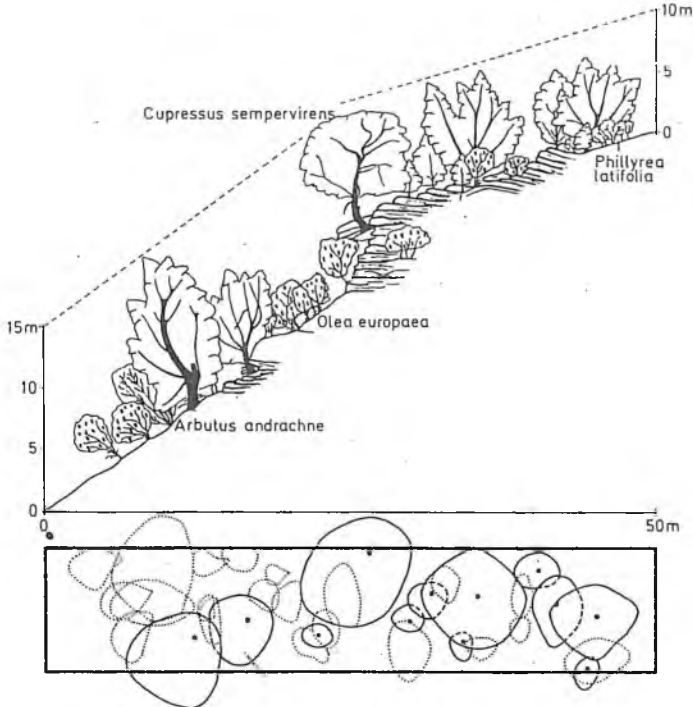 10m
5
Cupressus sempervirens
0
Phillyrea
latifolia
15m
Olea europaea
10
Arbutus andrachne
5
0
0
50m